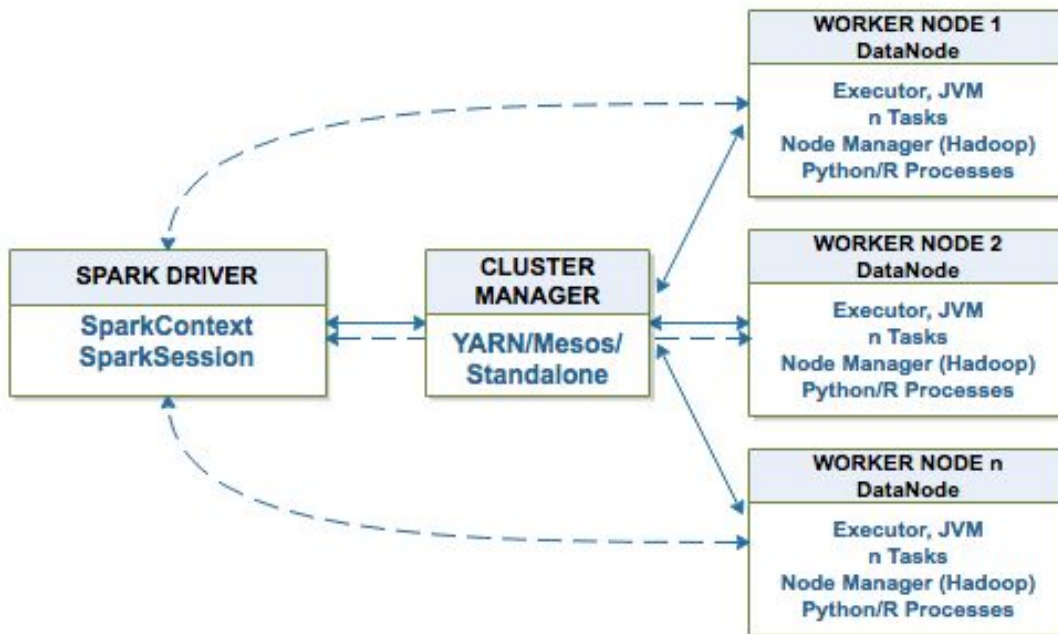 WORKER NODE 1
DataNode
Executor, JVM
n Tasks
Node Manager (Hadoop)
Python/R Processes
SPARK DRIVER
SparkContext
SparkSession
CLUSTER
MANAGER
YARN/Mesos/
Standalone
WORKER NODE 2
DataNode
Executor, JVM
n Tasks
Node Manager (Hadoop)
Python/R Processes
WORKER NODE n
DataNode
Executor, JVM
n Tasks
Node Manager (Hadoop)
Python/R Processes